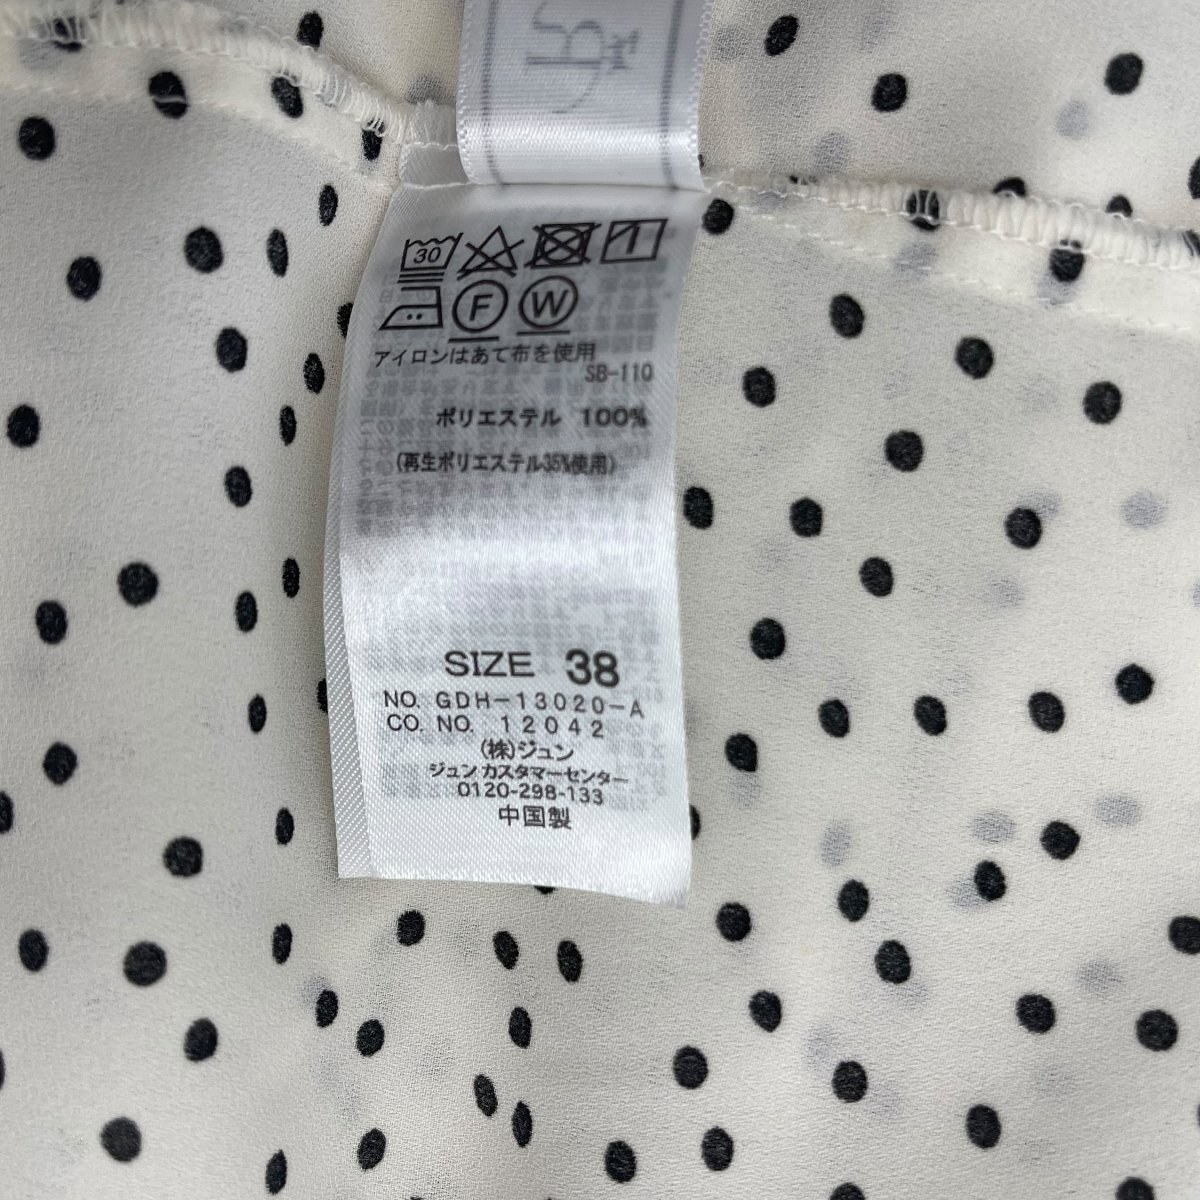 30
F W
アイロンはあて布を使用
SB-110
ポリエステル 100%
(再生ポリエステル35%使用)
SIZE 38
NO. GDH-13020-A
CO. NO. 12042
(株)ジュン
ジュン カスタマーセンター
0120-298-133
中国製